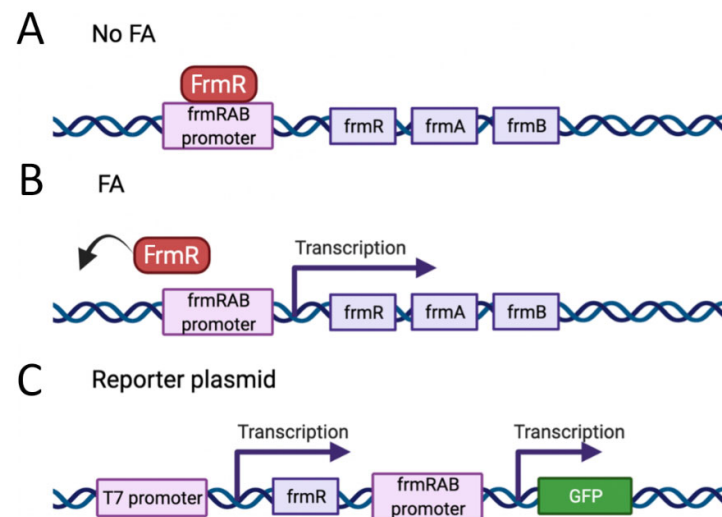 A No FA
FrmR
frmRAB
promoter
frmR frmA frmB
B FA
FrmR
Transcription
frmRAB
promoter
frmR frmA frmB
C Reporter plasmid
Transcription Transcription
T7 promoter frmR frmRAB
promoter GFP